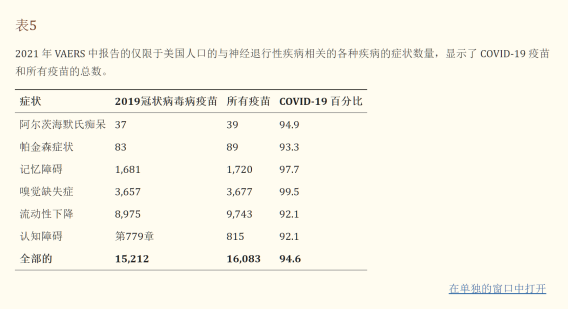 表5
2021 年 VAERS 中报告的仅限于美国人口的与神经退行性疾病相关的各种疾病的症状数量，显示了 COVID-19 疫苗
和所有疫苗的总数。
症状 2019冠状病毒病疫苗 所有疫苗 COVID-19 百分比
阿尔茨海默氏痴呆 37 39 94.9
帕金森症状 83 89 93.3
记忆障碍 1,681 1,720 97.7
嗅觉缺失症 3,657 3,677 99.5
流动性下降 8,975 9,743 92.1
认知障碍 第779章 815 92.1
全部的 15,212 16,083 94.6
在单独的窗口中打开